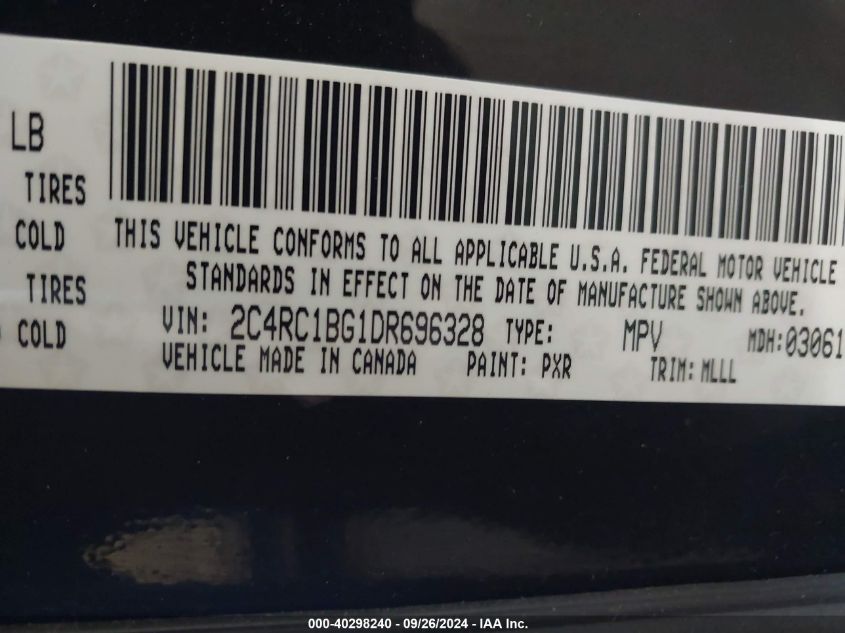 LB
TIRES
COLD
TIRES
COLD
THIS VEHICLE CONFORMS TO ALL APPLICABLE U.S.A. FEDERAL MOTOR VEHICLE
STANDARDS IN EFFECT ON THE DATE OF MANUFACTURE SHOWN ABOVE.
VIN: 2C4RC1BG1DR696328 TYPE: MPV MDH:03061
VEHICLE MADE IN CANADA PAINT: PXR TRIM: MLLL
000-40298240 - 09/26/2024 - IAA Inc.